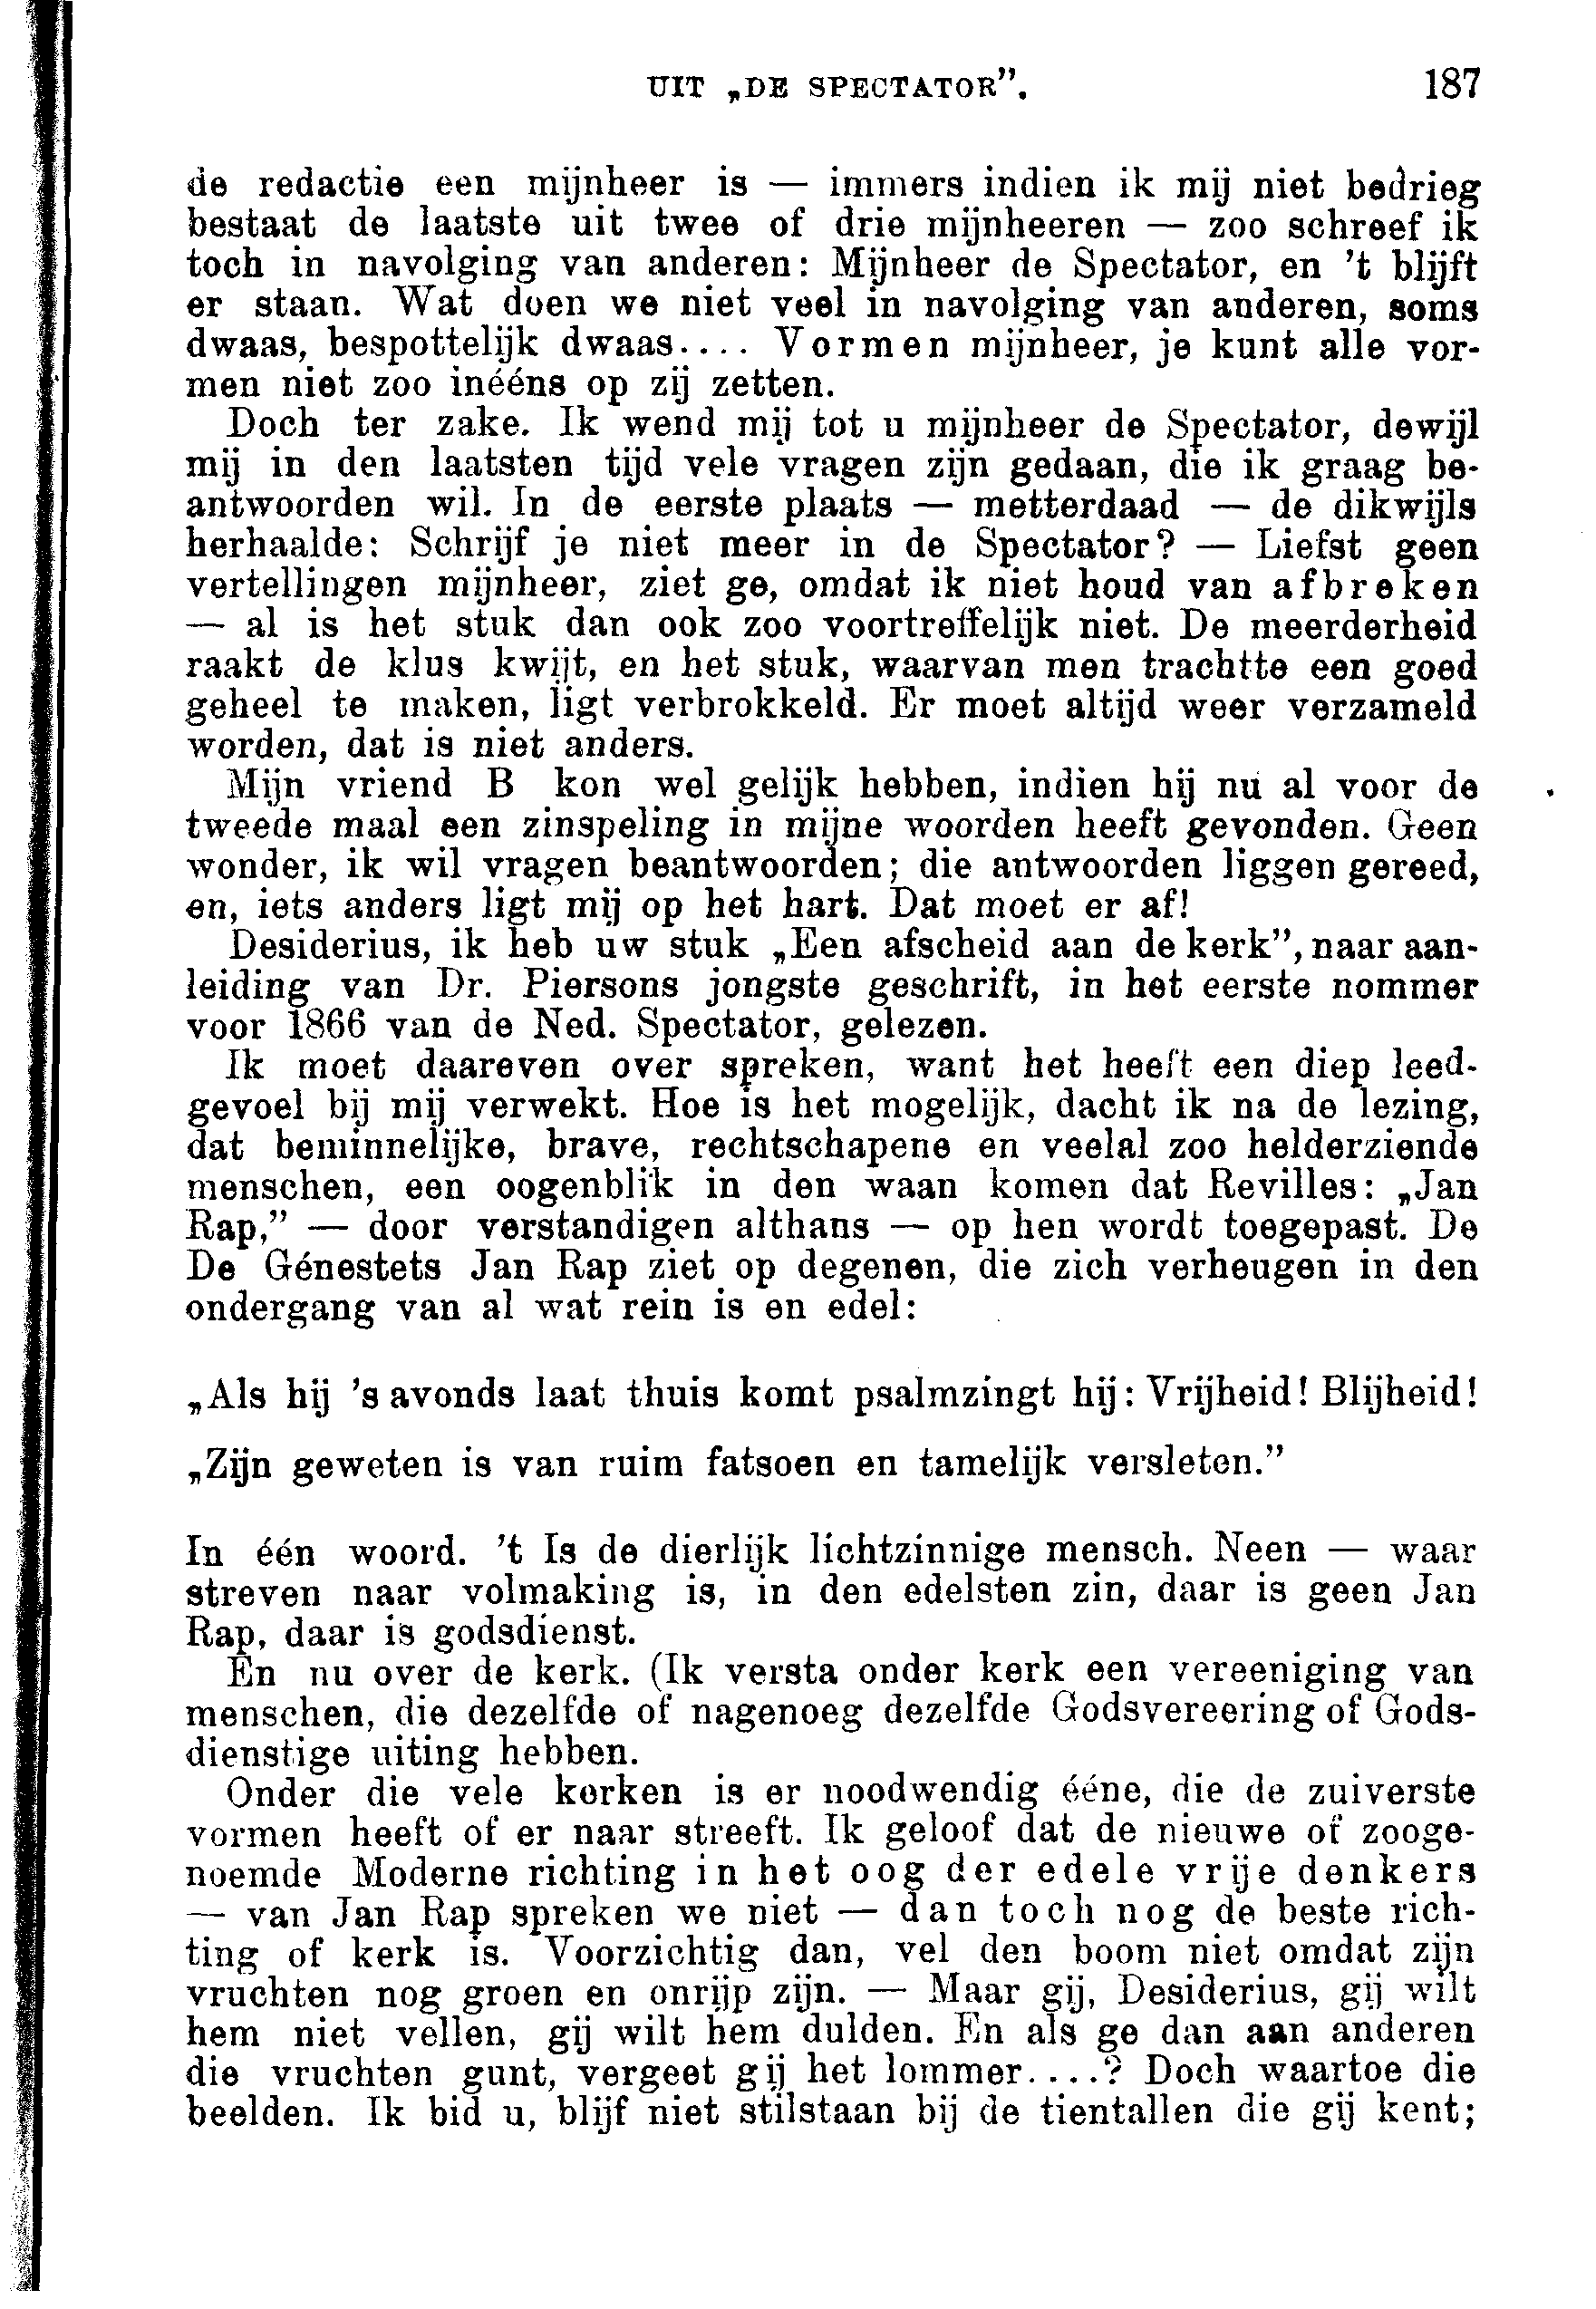 UIT „DE SPECTATOR”. 187
de redactie een mijnheer is — immers indien ik mij niet bedrieg
bestaat de laatste uit twee of drie mijnheeren — zoo schreef ik
toch in navolging van anderen: Mijnheer de Spectator, en ’t blijft
er staan. Wat doen we niet veel in navolging van anderen, soms
dwaas, bespottelijk dwaas.... Vormen mijnheer, je kunt alle vor-
men niet zoo inééns op zij zetten.
Doch ter zake. Ik wend mij tot u mijnheer de Spectator, dewijl
mij in den laatsten tijd vele vragen zijn gedaan, die ik graag be-
antwoorden wil. In de eerste plaats — metterdaad — de dikwijls
herhaalde: Schrijf je niet meer in de Spectator? — Liefst geen
vertellingen mijnheer, ziet ge, omdat ik niet houd van afbreken
— al is het stuk dan ook zoo voortreffelijk niet. De meerderheid
raakt de klus kwijt, en het stuk, waarvan men trachtte een goed
geheel te maken, ligt verbrokkeld. Er moet altijd weer verzameld
worden, dat is niet anders.
Mijn vriend B kon wel gelijk hebben, indien hij nu al voor de
tweede maal een zinspeling in mijne woorden heeft gevonden. Geen
wonder, ik wil vragen beantwoorden; die antwoorden liggen gereed,
en, iets anders ligt mij op het hart. Dat moet er af!
Desiderius, ik heb uw stuk „Een afscheid aan de kerk”, naar aan-
leiding van Dr. Piersons jongste geschrift, in het eerste nommer
voor 1866 van de Ned. Spectator, gelezen.
Ik moet daareven over spreken, want het heeft een diep leed-
gevoel bij mij verwekt. Hoe is het mogelijk, dacht ik na de lezing,
dat beminnelijke, brave, rechtschapene en veelal zoo helderziende
menschen, een oogenblik in den waan komen dat Revilles: „Jan
Rap,” — door verstandigen althans — op hen wordt toegepast. De
De Génestets Jan Rap ziet op degenen, die zich verheugen in den
ondergang van al wat rein is en edel:
„Als hij ’s avonds laat thuis komt psalmzingt hij: Vrijheid! Blijheid!
„Zijn geweten is van ruim fatsoen en tamelijk versleten.”
In één woord. ’t Is de dierlijk lichtzinnige mensch. Neen — waar
streven naar volmaking is, in den edelsten zin, daar is geen Jan
Rap, daar is godsdienst.
En nu over de kerk. (Ik versta onder kerk een vereeniging van
menschen, die dezelfde of nagenoeg dezelfde Godsvereering of Gods-
dienstige uiting hebben.
Onder die vele kerken is er noodwendig ééne, die de zuiverste
vormen heeft of er naar streeft. Ik geloof dat de nieuwe of zooge-
noemde Moderne richting in het oog der edele vrije denkers
— van Jan Rap spreken we niet — dan toch nog de beste rich-
ting of kerk is. Voorzichtig dan, vel den boom niet omdat zijn
vruchten nog groen en onrijp zijn. — Maar gij, Desiderius, gij wilt
hem niet vellen, gij wilt hem dulden. En als ge dan aan anderen
die vruchten gunt, vergeet gij het lommer....? Doch waartoe die
beelden. Ik bid u, blijf niet stilstaan bij de tientallen die gij kent;